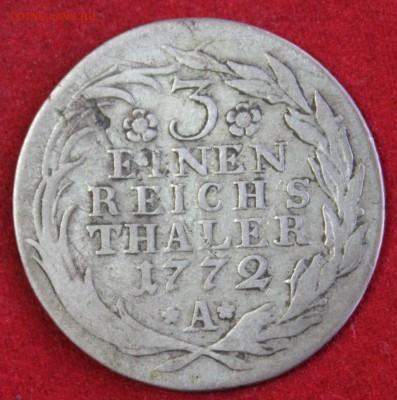 3
EINEN
REICHS
THALER
1772
A